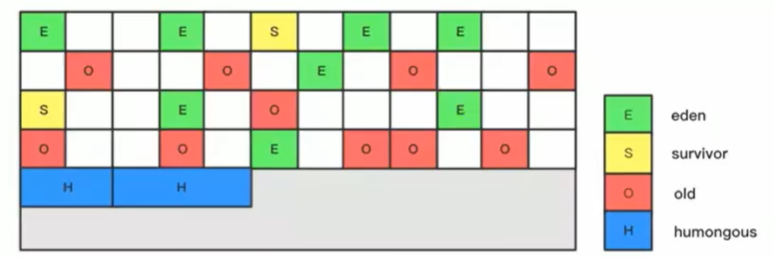 E E S E E
O O E O O
S E O E
O O E O O O
H H
E eden
S survivor
O old
H humongous